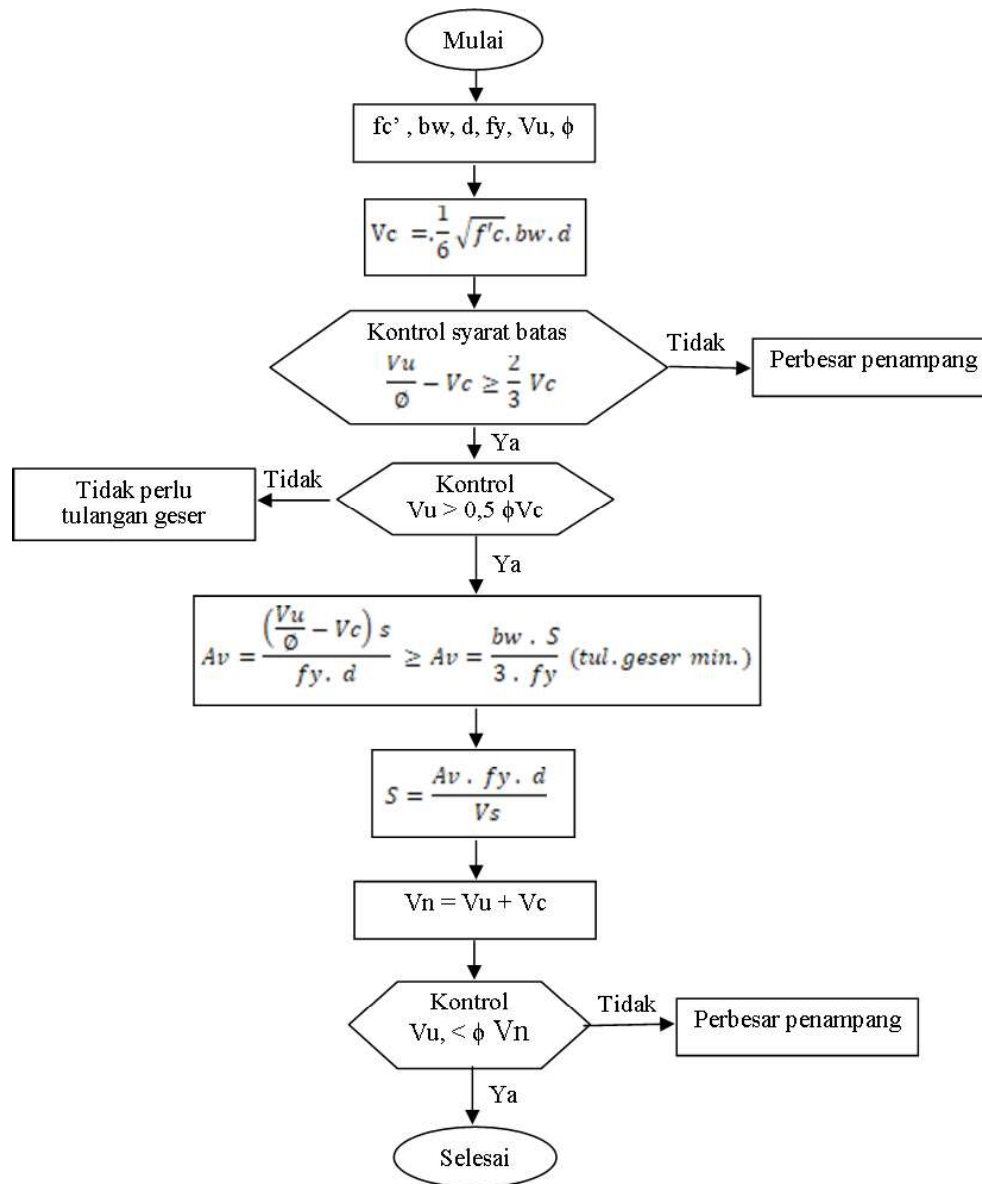 Mulai
fc’ , bw, d, fy, Vu, ϕ
Vc =.1/6 √f'c.bw.d
Kontrol syarat batas
Vu/Ø − Vc ≥ 2/3 Vc
Tidak
Perbesar penampang
Ya
Kontrol
Vu > 0,5 ϕVc
Tidak
Tidak perlu
tulangan geser
Ya
Av = ((Vu/Ø − Vc) s)/(fy. d) ≥ Av = (bw . S)/(3 . fy) (tul.geser min.)
S = (Av . fy. d)/Vs
Vn = Vu + Vc
Kontrol
Vu, < ϕ Vn
Tidak
Perbesar penampang
Ya
Selesai